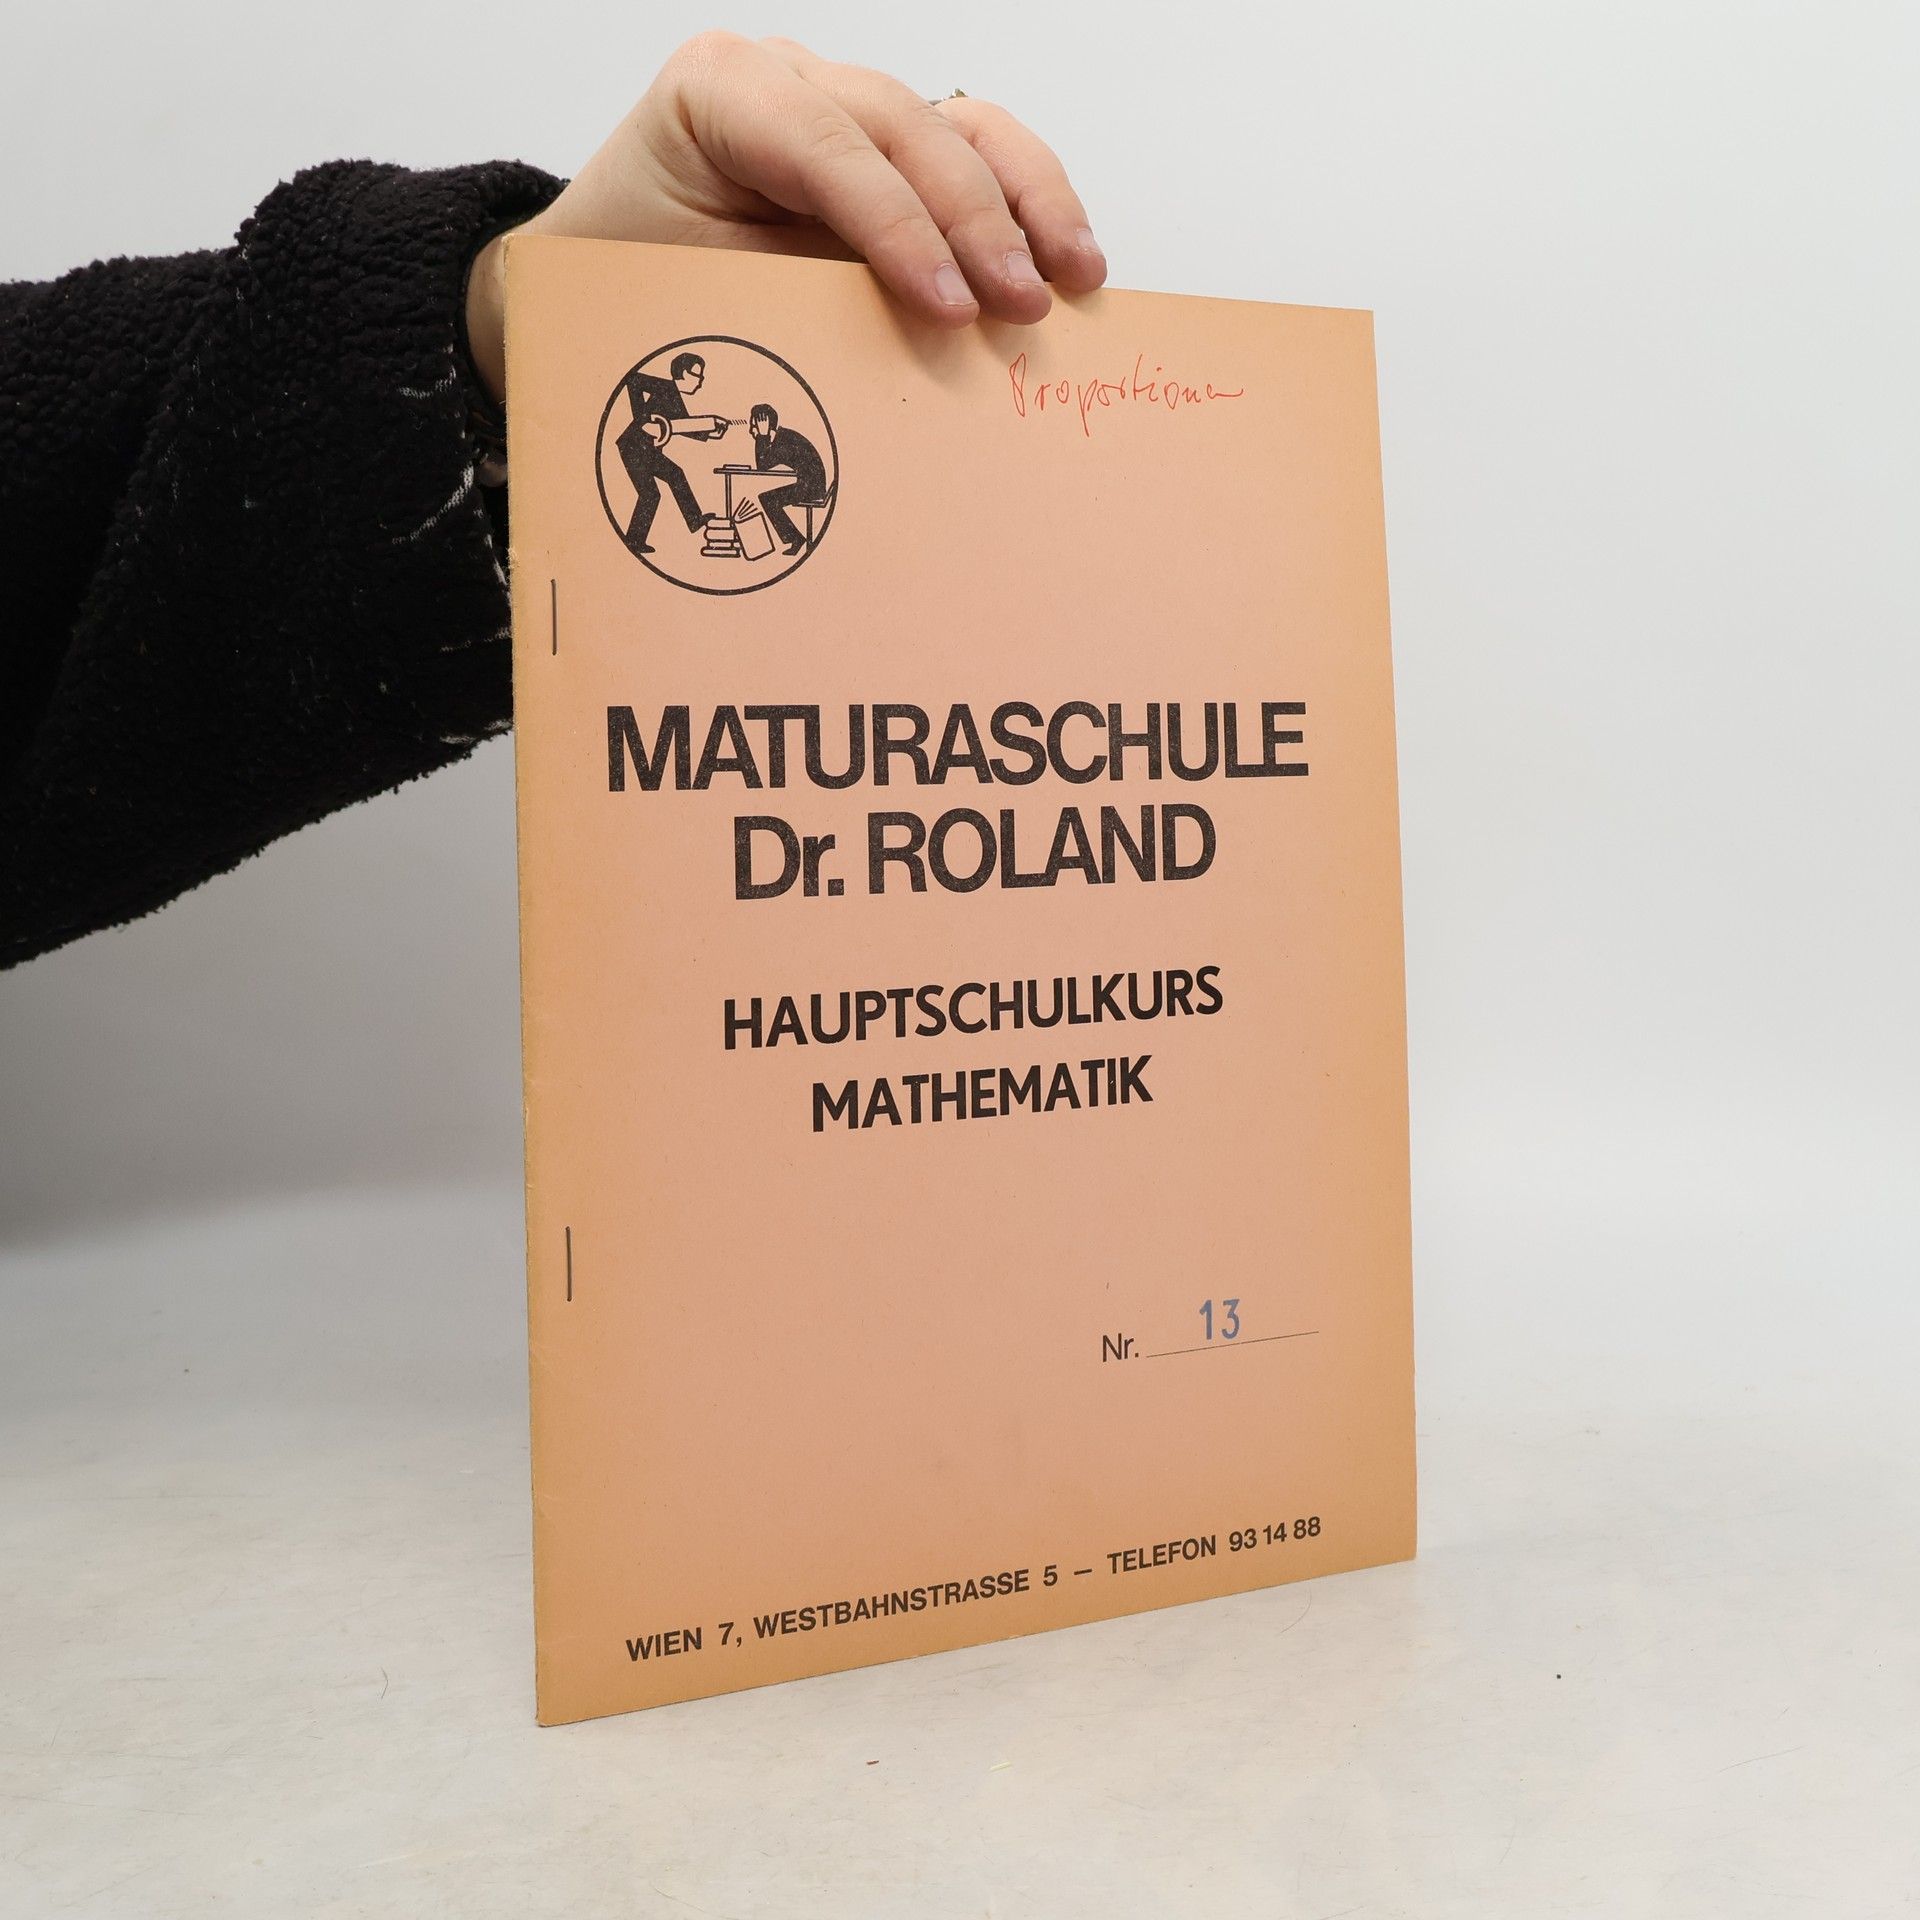 Proportionen
MATURASCHULE
Dr. ROLAND
HAUPTSCHULKURS
MATHEMATIK
Nr. 13
WIEN 7, WESTBAHNSTRASSE 5 — TELEFON 93 14 88